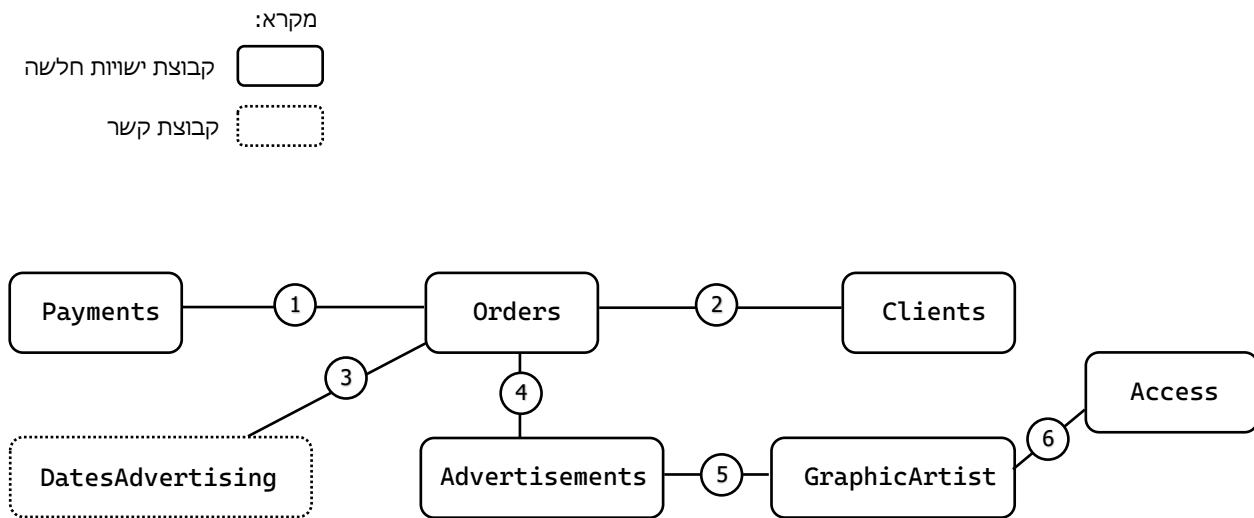 מקרא:
קבוצת ישויות חלשה
קבוצת קשר
Payments
1
Orders
2
Clients
3
4
Access
6
DatesAdvertising
Advertisements
5
GraphicArtist